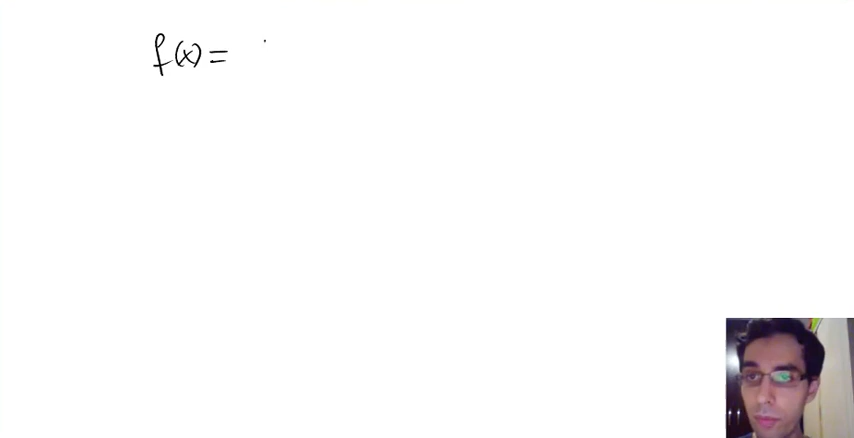 f(x) =